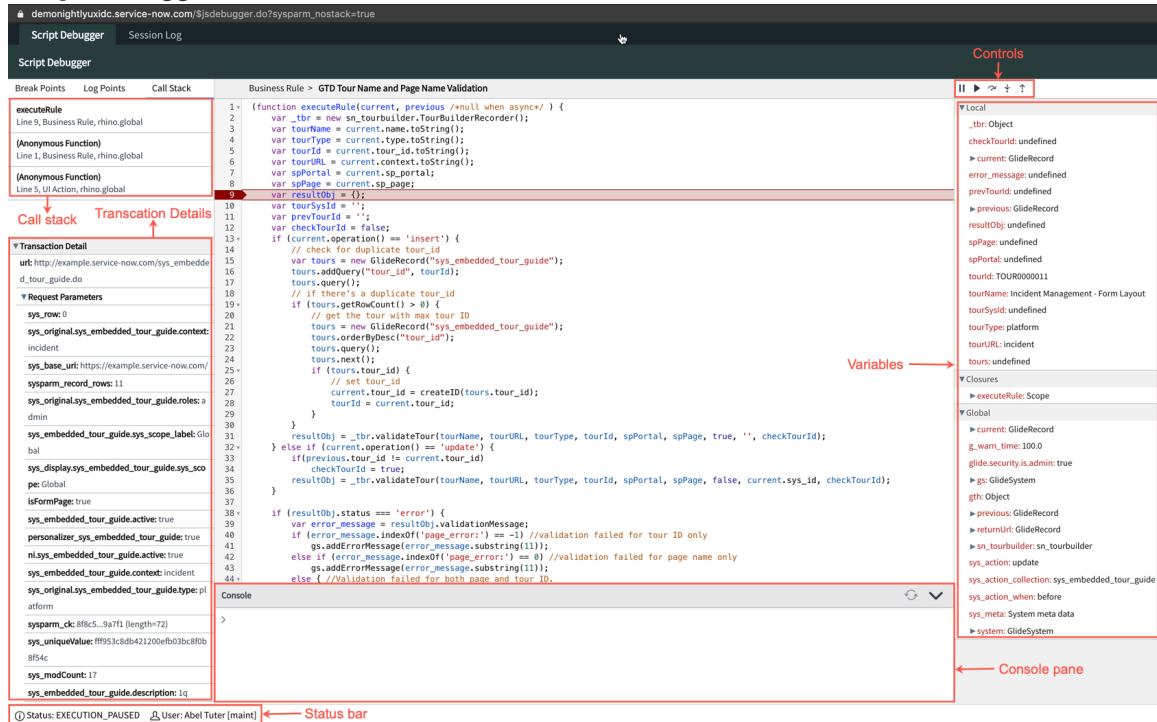 demonightlyuxidc.service-now.com/$jsdebugger.do?sysparm_nostack=true
Script Debugger Session Log
Script Debugger
Controls
Break Points Log Points Call Stack
Business Rule > GTD Tour Name and Page Name Validation
executeRule
Line 9, Business Rule, rhino.global
(Anonymous Function)
Line 1, Business Rule, rhino.global
(Anonymous Function)
Line 5, UI Action, rhino.global
Call stack
Transcation Details
Transaction Detail
url: http://example.service-now.com/sys_embedde
d_tour_guide.do
Request Parameters
sys_row: 0
sys_original.sys_embedded_tour_guide.context:
incident
sys_base_uri: https://example.service-now.com/
sysparm_record_rows: 11
sys_original.sys_embedded_tour_guide.roles: a
dmin
sys_embedded_tour_guide.sys_scope_label: Glo
bal
sys_display.sys_embedded_tour_guide.sys_sco
pe: Global
isFormPage: true
sys_embedded_tour_guide.active: true
personalizer_sys_embedded_tour_guide: true
ni.sys_embedded_tour_guide.active: true
sys_embedded_tour_guide.context: incident
sys_original.sys_embedded_tour_guide.type: pl
atform
sysparm_ck: 8f8c5...9a7f1 (length=72)
sys_uniqueValue: fff953c8db421200efb03bc8f0b
8f54c
sys_modCount: 17
sys_embedded_tour_guide.description: 1q
1 (function executeRule(current, previous /*null when async*/ ) {
2 var _tbr = new sn_tourbuilder.TourBuilderRecorder();
3 var tourName = current.name.toString();
4 var tourType = current.type.toString();
5 var tourId = current.tour_id.toString();
6 var tourURL = current.context.toString();
7 var spPortal = current.sp_portal;
8 var spPage = current.sp_page;
9 var resultObj = {};
10 var tourSysId = '';
11 var prevTourId = '';
12 var checkTourId = false;
13 if (current.operation() == 'insert') {
14 // check for duplicate tour_id
15 var tours = new GlideRecord("sys_embedded_tour_guide");
16 tours.addQuery("tour_id", tourId);
17 tours.query();
18 // if there's a duplicate tour_id
19 if (tours.getRowCount() > 0) {
20 // get the tour with max tour ID
21 tours = new GlideRecord("sys_embedded_tour_guide");
22 tours.orderByDesc("tour_id");
23 tours.query();
24 tours.next();
25 if (tours.tour_id) {
26 // set tour_id
27 current.tour_id = createID(tours.tour_id);
28 tourId = current.tour_id;
29 }
30 }
31 resultObj = _tbr.validateTour(tourName, tourURL, tourType, tourId, spPortal, spPage, true, '', checkTourId);
32 } else if (current.operation() == 'update') {
33 if(previous.tour_id != current.tour_id)
34 checkTourId = true;
35 resultObj = _tbr.validateTour(tourName, tourURL, tourType, tourId, spPortal, spPage, false, current.sys_id, checkTourId);
36 }
37
38 if (resultObj.status === 'error') {
39 var error_message = resultObj.validationMessage;
40 if (error_message.indexOf('page_error:') == -1) //validation failed for tour ID only
41 gs.addErrorMessage(error_message.substring(11));
42 else if (error_message.indexOf('page_error:') == 0) //validation failed for page name only
43 gs.addErrorMessage(error_message.substring(11));
44 else { //Validation failed for both page and tour ID.
Console
>
Local
_tbr: Object
checkTourId: undefined
current: GlideRecord
error_message: undefined
prevTourId: undefined
previous: GlideRecord
resultObj: undefined
spPage: undefined
spPortal: undefined
tourId: TOUR0000011
tourName: Incident Management - Form Layout
tourSysId: undefined
tourType: platform
tourURL: incident
tours: undefined
Variables
Closures
executeRule: Scope
Global
current: GlideRecord
g_warn_time: 100.0
glide.security.is.admin: true
gs: GlideSystem
gth: Object
previous: GlideRecord
returnUrl: GlideRecord
sn_tourbuilder: sn_tourbuilder
sys_action: update
sys_action_collection: sys_embedded_tour_guide
sys_action_when: before
sys_meta: System meta data
system: GlideSystem
Console pane
Status: EXECUTION_PAUSED User: Abel Tuter [maint]
Status bar